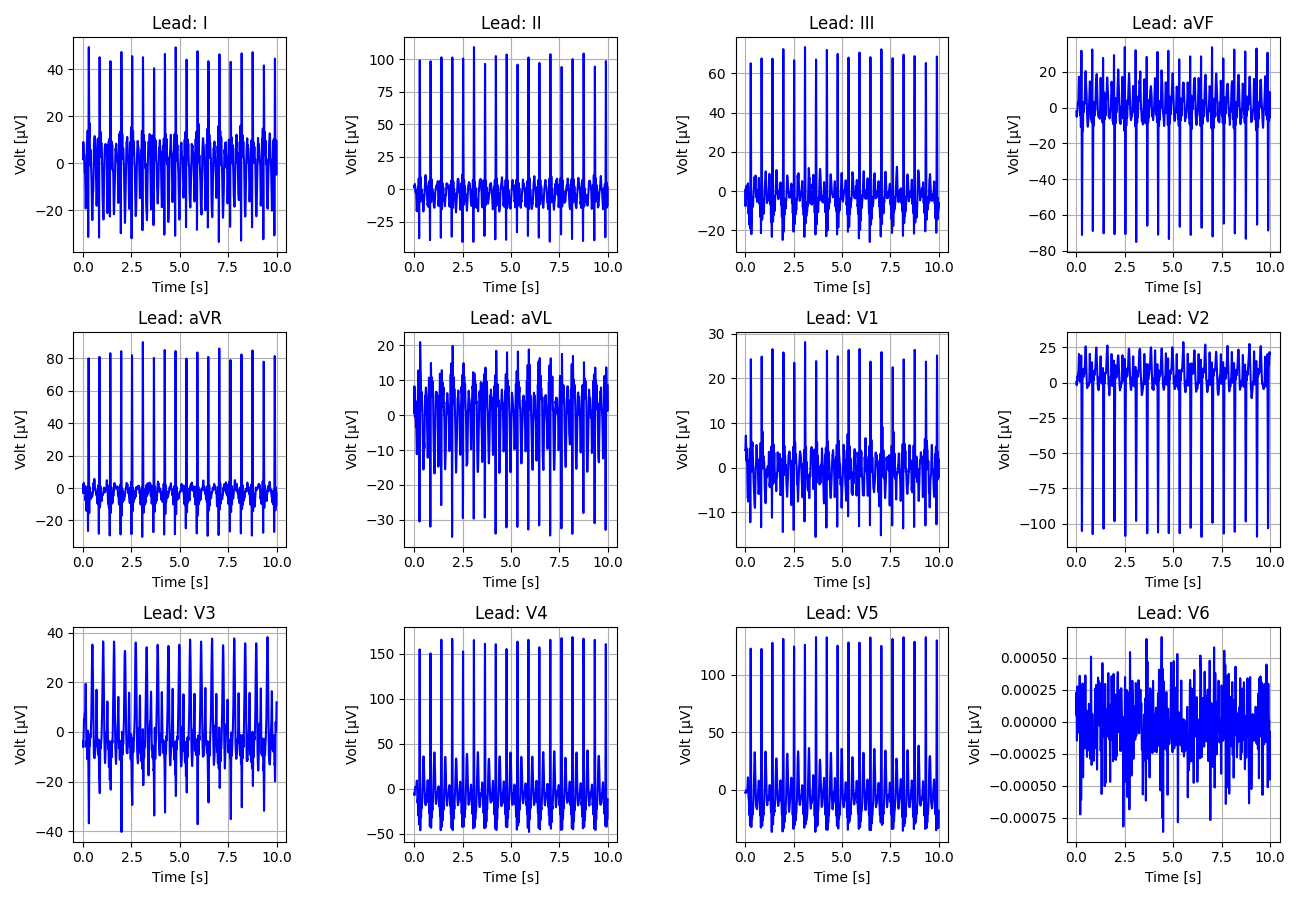 Lead: I
Volt [µV]
40
20
0
−20
0.0 2.5 5.0 7.5 10.0
Time [s]
Lead: II
Volt [µV]
100
75
50
25
0
−25
0.0 2.5 5.0 7.5 10.0
Time [s]
Lead: III
Volt [µV]
60
40
20
0
−20
0.0 2.5 5.0 7.5 10.0
Time [s]
Lead: aVF
Volt [µV]
20
0
−20
−40
−60
−80
0.0 2.5 5.0 7.5 10.0
Time [s]
Lead: aVR
Volt [µV]
80
60
40
20
0
−20
0.0 2.5 5.0 7.5 10.0
Time [s]
Lead: aVL
Volt [µV]
20
10
0
−10
−20
−30
0.0 2.5 5.0 7.5 10.0
Time [s]
Lead: V1
Volt [µV]
30
20
10
0
−10
0.0 2.5 5.0 7.5 10.0
Time [s]
Lead: V2
Volt [µV]
25
0
−25
−50
−75
−100
0.0 2.5 5.0 7.5 10.0
Time [s]
Lead: V3
Volt [µV]
40
20
0
−20
−40
0.0 2.5 5.0 7.5 10.0
Time [s]
Lead: V4
Volt [µV]
150
100
50
0
−50
0.0 2.5 5.0 7.5 10.0
Time [s]
Lead: V5
Volt [µV]
100
50
0
0.0 2.5 5.0 7.5 10.0
Time [s]
Lead: V6
Volt [µV]
0.00050
0.00025
0.00000
−0.00025
−0.00050
−0.00075
0.0 2.5 5.0 7.5 10.0
Time [s]